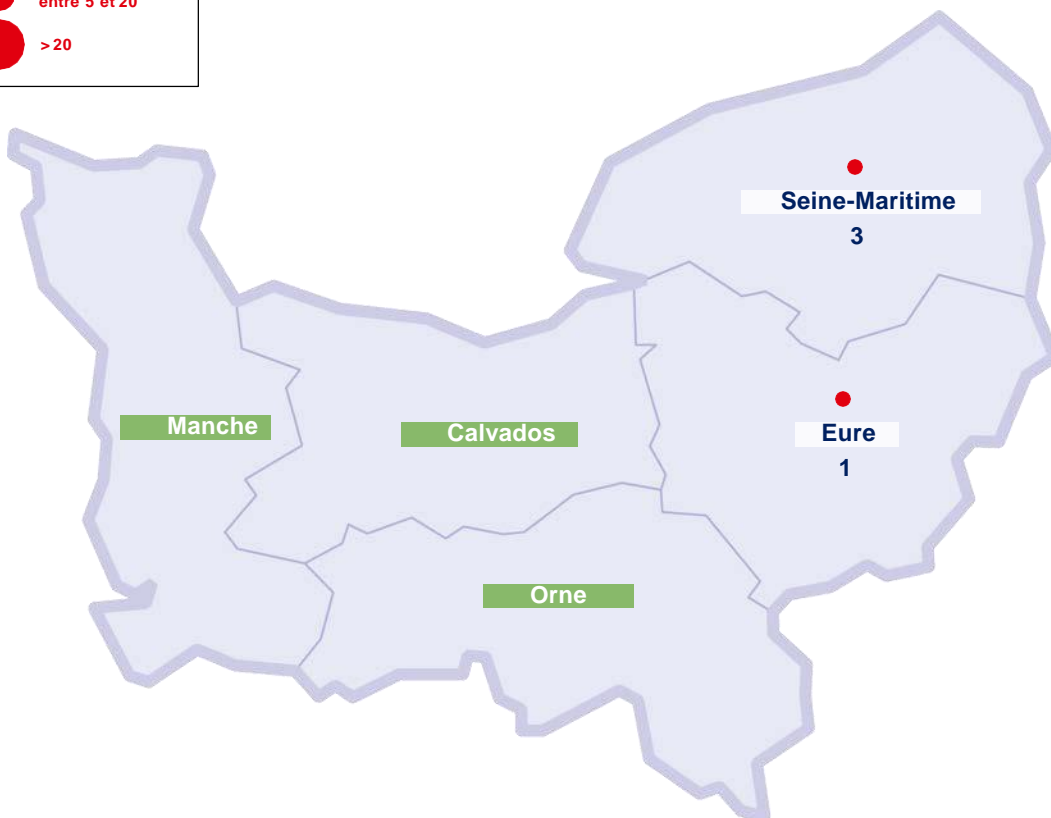 entre 5 et 20
> 20
Seine-Maritime
3
Manche
Calvados
Eure
1
Orne